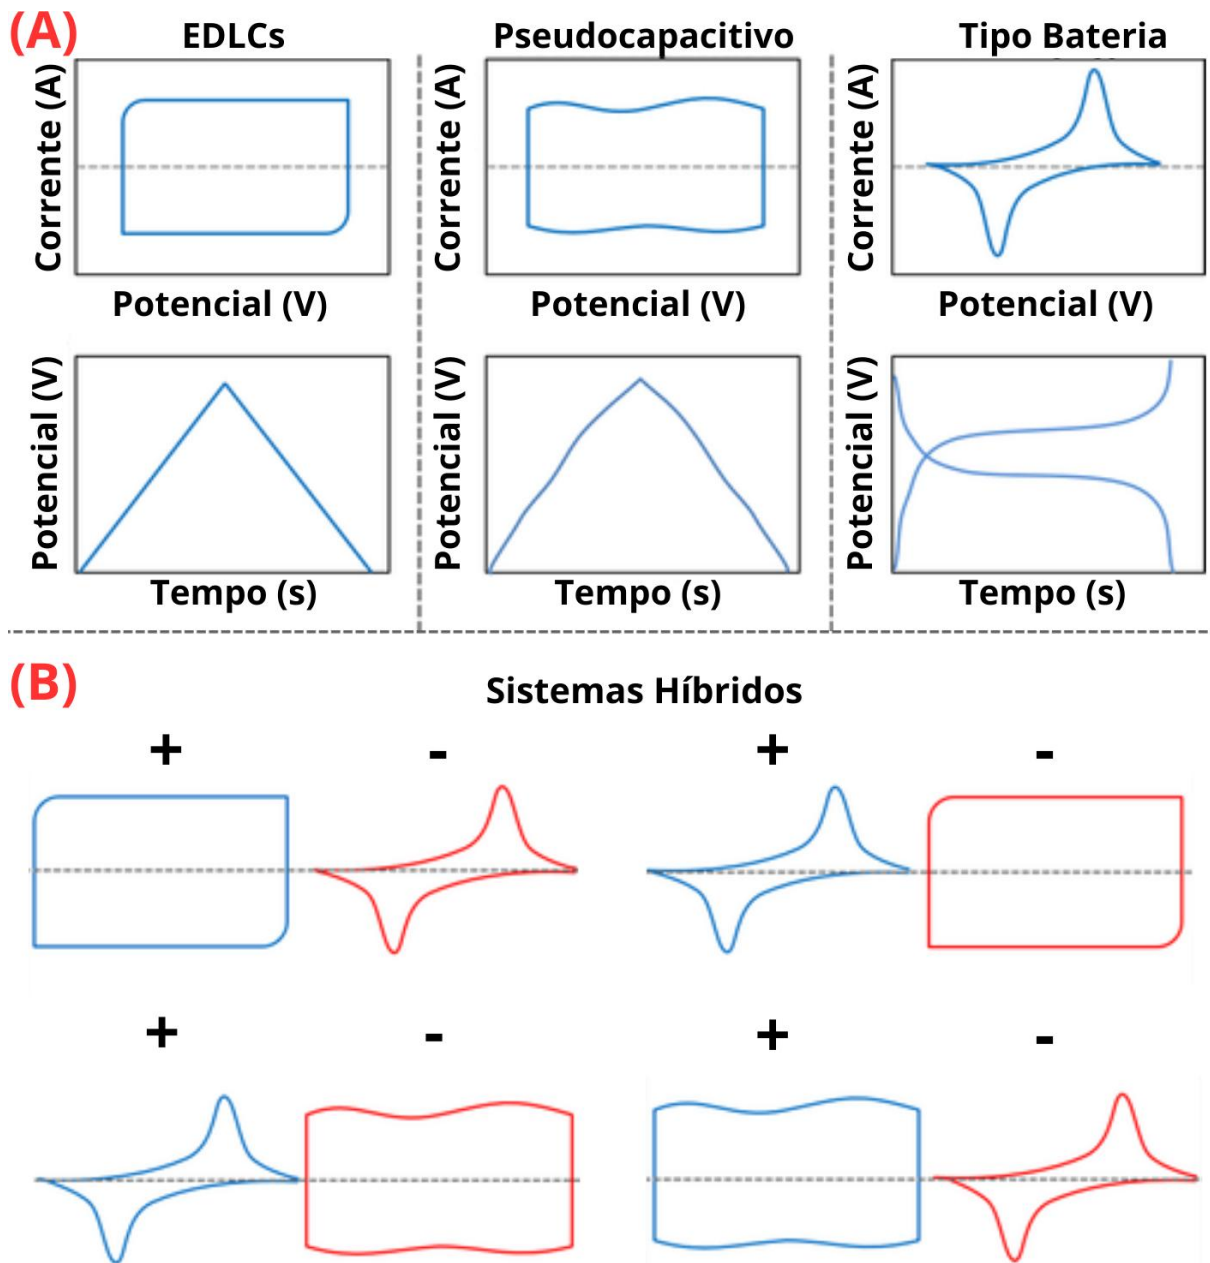 (A)
EDLCs
Pseudocapacitivo
Tipo Bateria
Corrente (A)
Corrente (A)
Corrente (A)
Potencial (V)
Potencial (V)
Potencial (V)
Potencial (V)
Potencial (V)
Potencial (V)
Tempo (s)
Tempo (s)
Tempo (s)
(B)
Sistemas Híbridos
+
-
+
-
+
-
+
-